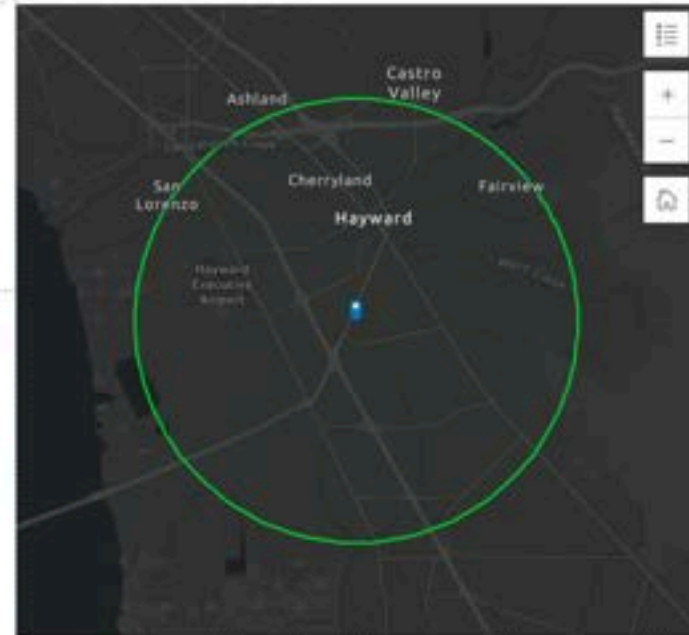 Castro
Valley
Ashland
Cherryland
San
Lorenzo
Fairview
Hayward
Hayward
Executive
Airport